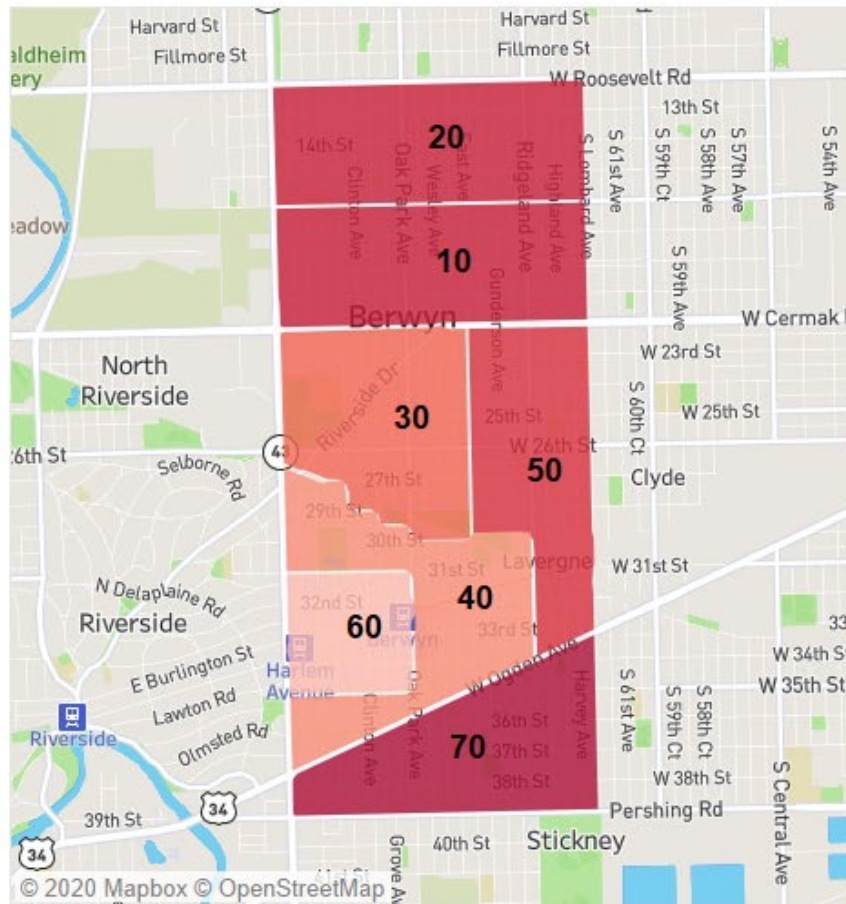 Harvard St
Fillmore St
Harvard St
Fillmore St
aldheim
ery
W Roosevelt Rd
13th St
14th St
20
Clinton Ave
Oak Park Ave
Wesley Ave
East Ave
Ridgeland Ave
Highland Ave
S Lombard Ave
S 61st Ave
S 59th Ct
S 58th Ave
S 57th Ave
S 54th Ave
eadow
10
Gunderson Ave
S 59th Ave
Berwyn
W Cermak
North
Riverside
Riverside Dr
W 23rd St
30
25th St
W 25th St
S 60th Ct
26th St
43
W 26th St
Selborne Rd
27th St
50
Clyde
29th St
30th St
31st St
Lavergne
W 31st St
N Delaplaine Rd
32nd St
40
Riverside
60
Berwyn
33rd St
33
W 34th St
E Burlington St
Harlem
Avenue
W Ogden Ave
W 35th St
Lawton Rd
Clinton Ave
Oak Park Ave
Harvey Ave
S 61st Ave
S 59th Ct
S 58th Ct
Riverside
Olmsted Rd
36th St
70
37th St
38th St
W 38th St
S Central Ave
34
39th St
Pershing Rd
34
40th St
Stickney
41st St
Grove Av
© 2020 Mapbox © OpenStreetMap